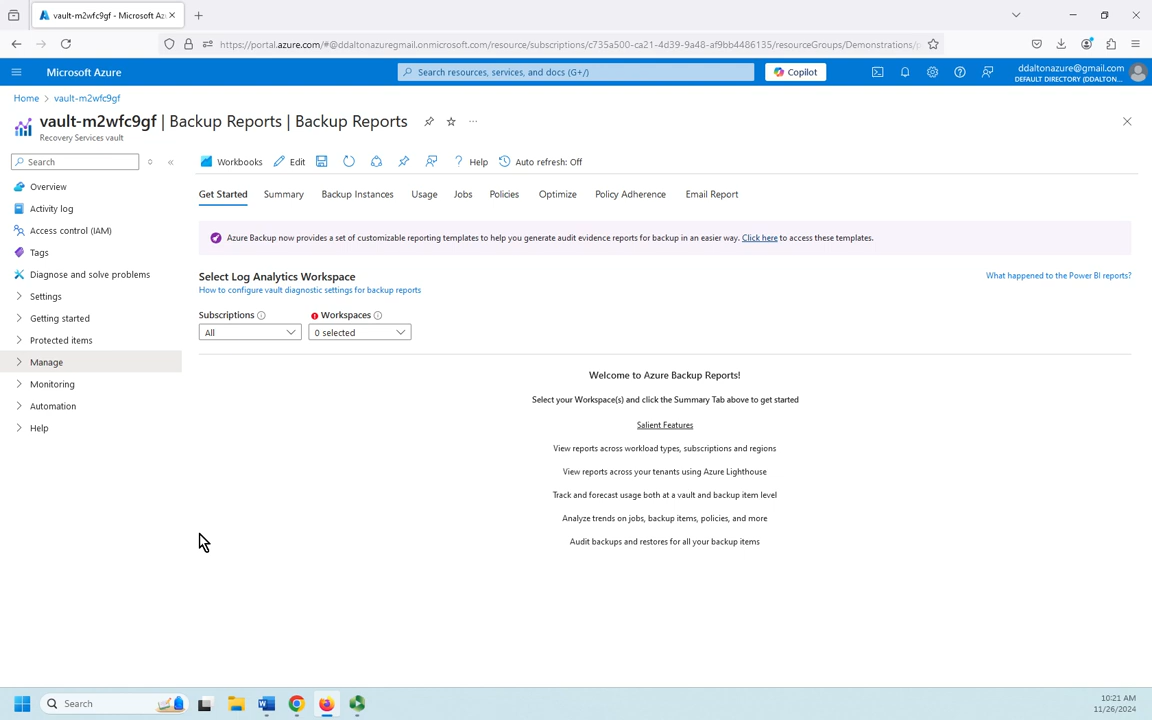 vault-m2wfc9gf - Microsoft Az
https://portal.azure.com/#@ddaltonazuregmail.onmicrosoft.com/resource/subscriptions/c735a500-ca21-4d39-9a48-af9bb4486135/resourceGroups/Demonstrations/p
Microsoft Azure
Search resources, services, and docs (G+/)
Copilot
ddaltonazure@gmail.com
DEFAULT DIRECTORY (DDALTON...
Home > vault-m2wfc9gf
vault-m2wfc9gf | Backup Reports | Backup Reports
Recovery Services vault
Search
Workbooks Edit Help Auto refresh: Off
Overview
Activity log
Access control (IAM)
Tags
Diagnose and solve problems
Settings
Getting started
Protected items
Manage
Monitoring
Automation
Help
Get Started Summary Backup Instances Usage Jobs Policies Optimize Policy Adherence Email Report
Azure Backup now provides a set of customizable reporting templates to help you generate audit evidence reports for backup in an easier way. Click here to access these templates.
Select Log Analytics Workspace
What happened to the Power BI reports?
How to configure vault diagnostic settings for backup reports
Subscriptions Workspaces
All 0 selected
Welcome to Azure Backup Reports!
Select your Workspace(s) and click the Summary Tab above to get started
Salient Features
View reports across workload types, subscriptions and regions
View reports across your tenants using Azure Lighthouse
Track and forecast usage both at a vault and backup item level
Analyze trends on jobs, backup items, policies, and more
Audit backups and restores for all your backup items
Search
10:21 AM
11/26/2024